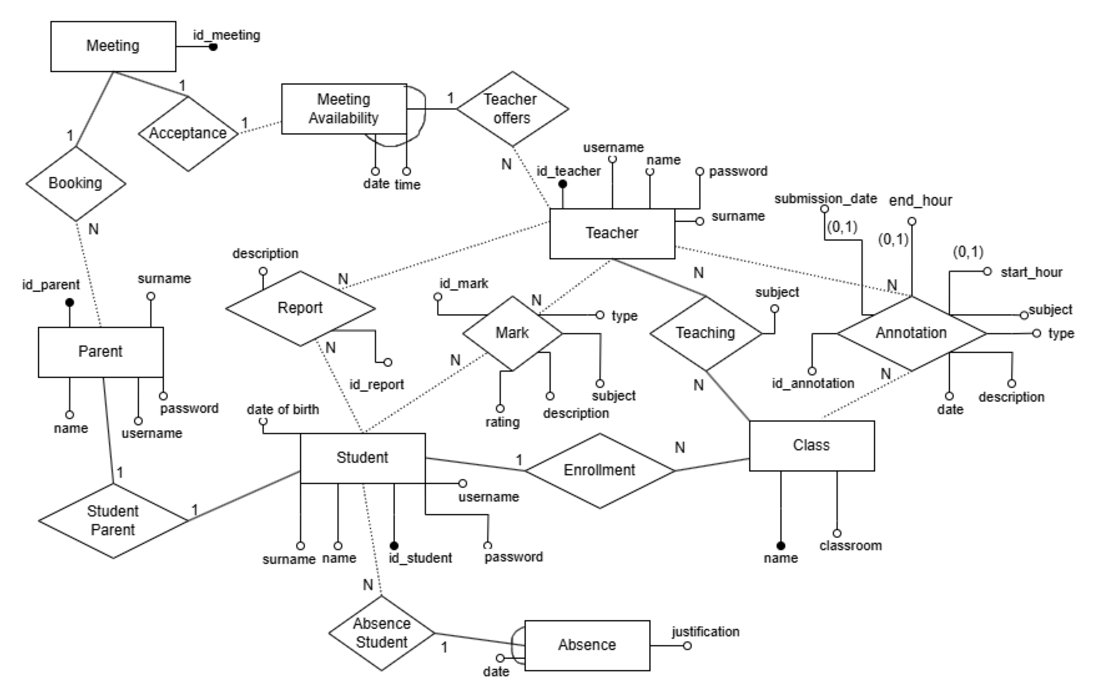 Meeting
id_meeting
1
1
Acceptance
1
Meeting
Availability
date
time
1
Teacher
offers
N
Booking
N
id_teacher
username
name
password
surname
Teacher
submission_date
(0,1)
end_hour
(0,1)
(0,1)
start_hour
subject
type
N
Annotation
id_annotation
N
date
description
description
N
Report
N
id_report
id_mark
N
type
Mark
N
rating
description
subject
N
subject
Teaching
N
id_parent
surname
Parent
name
username
password
1
Student
Parent
1
date of birth
Student
username
surname
name
id_student
password
1
Enrollment
N
Class
name
classroom
N
Absence
Student
1
Absence
date
justification